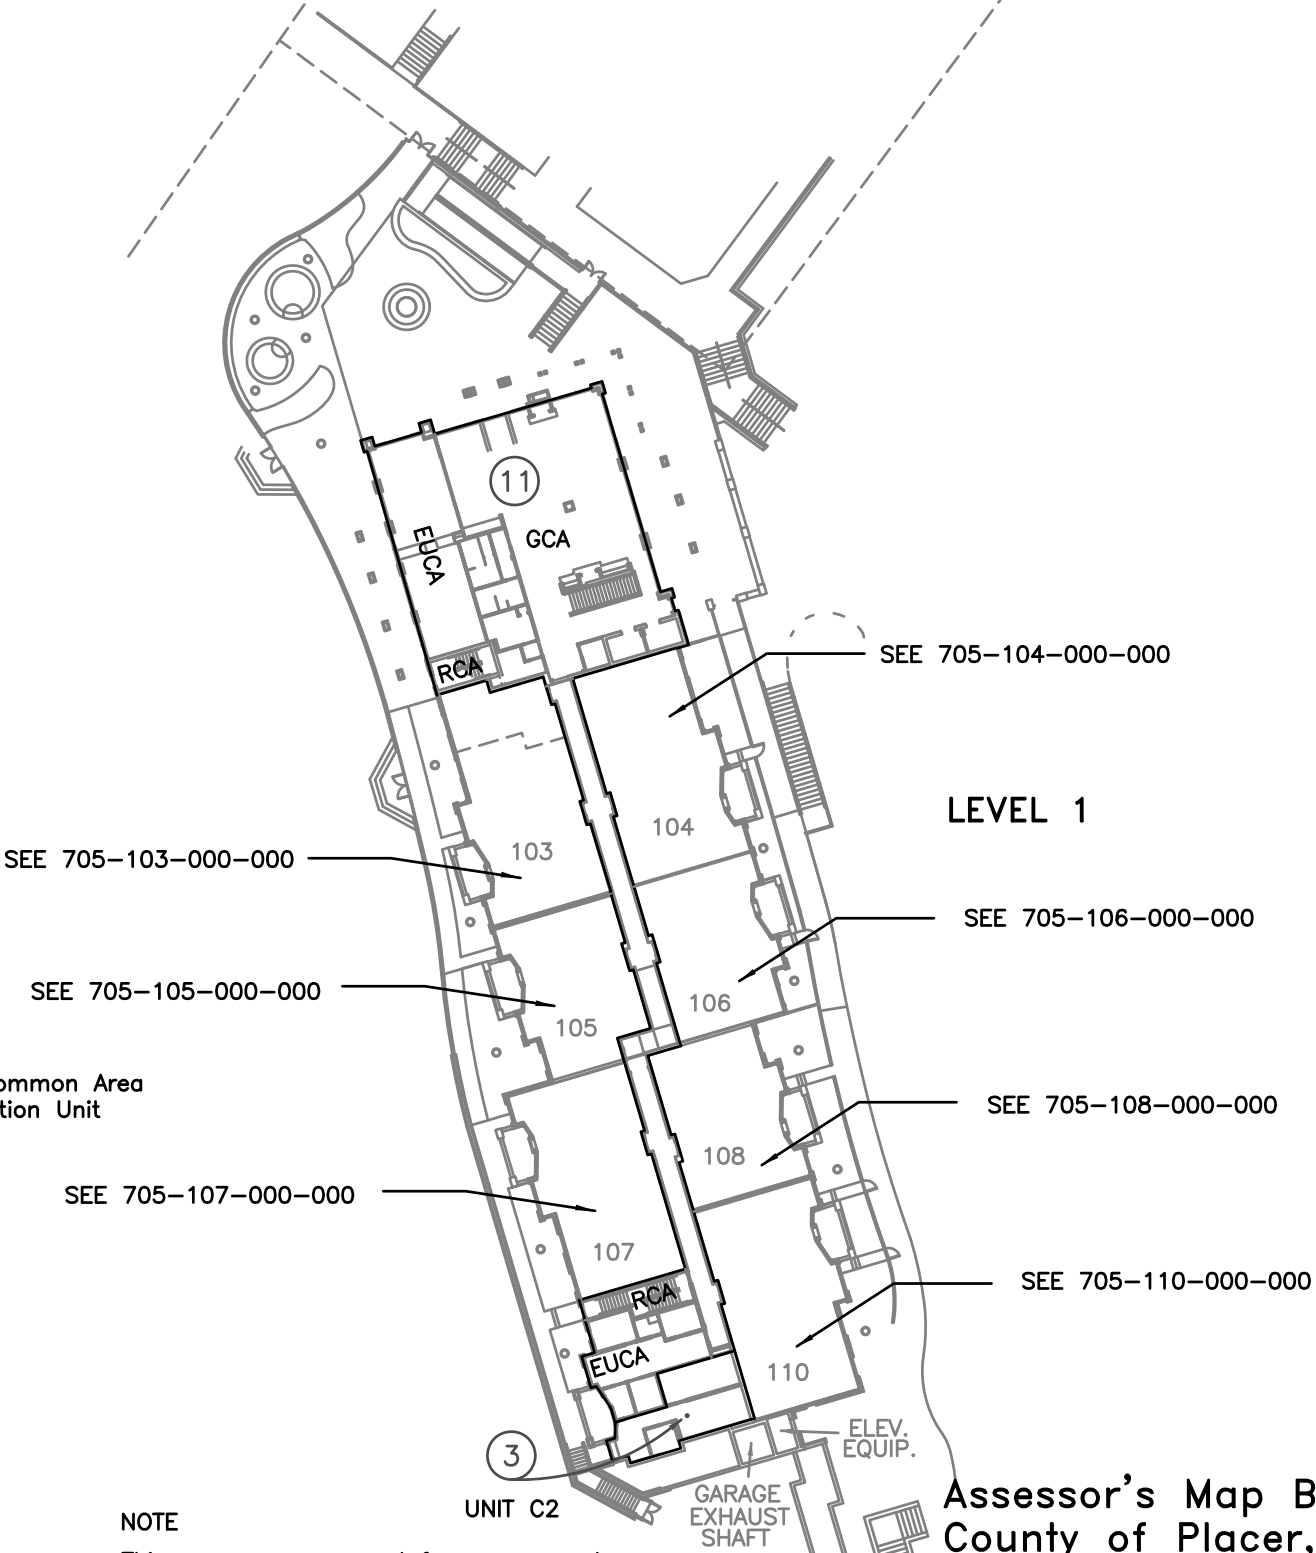 11
EUCA
GCA
RCA
SEE 705-104-000-000
LEVEL 1
104
103
SEE 705-103-000-000
SEE 705-106-000-000
SEE 705-105-000-000
106
105
ommon Area
tion Unit
SEE 705-108-000-000
108
SEE 705-107-000-000
107
SEE 705-110-000-000
RCA
EUCA
110
3
ELEV.
EQUIP.
UNIT C2
GARAGE
EXHAUST
SHAFT
NOTE
Assessor's Map B
County of Placer,